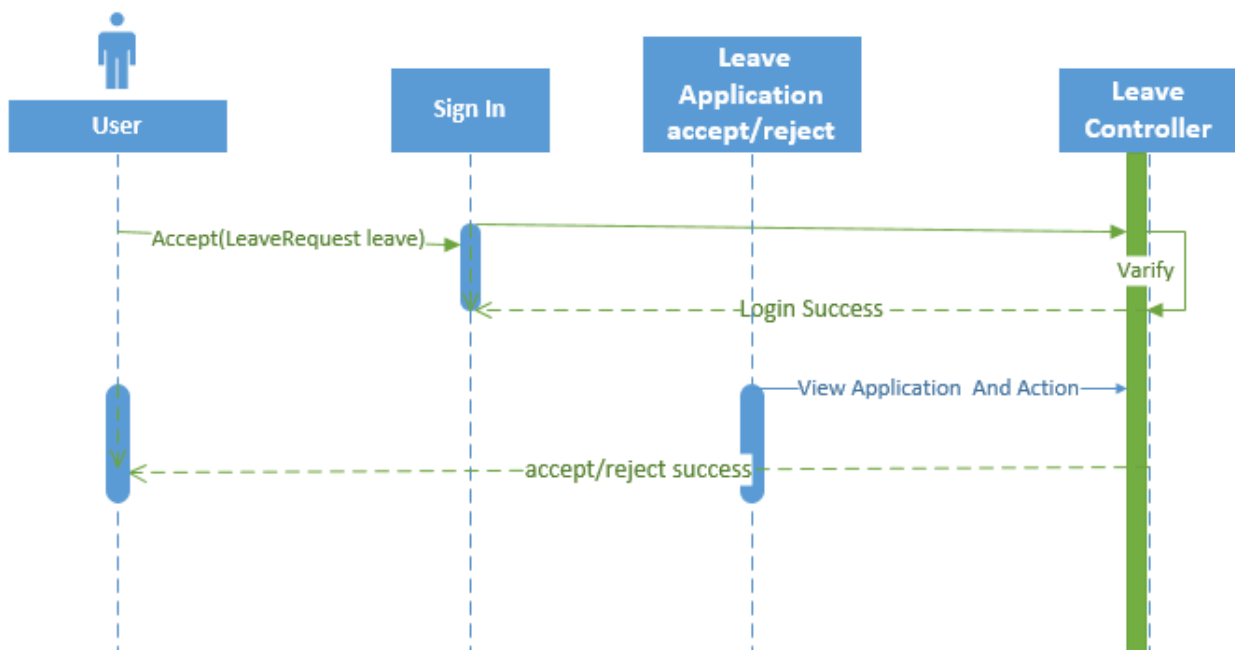 User
Sign In
Leave
Application
accept/reject
Leave
Controller
Accept(LeaveRequest leave)
Varify
Login Success
View Application And Action
accept/reject success